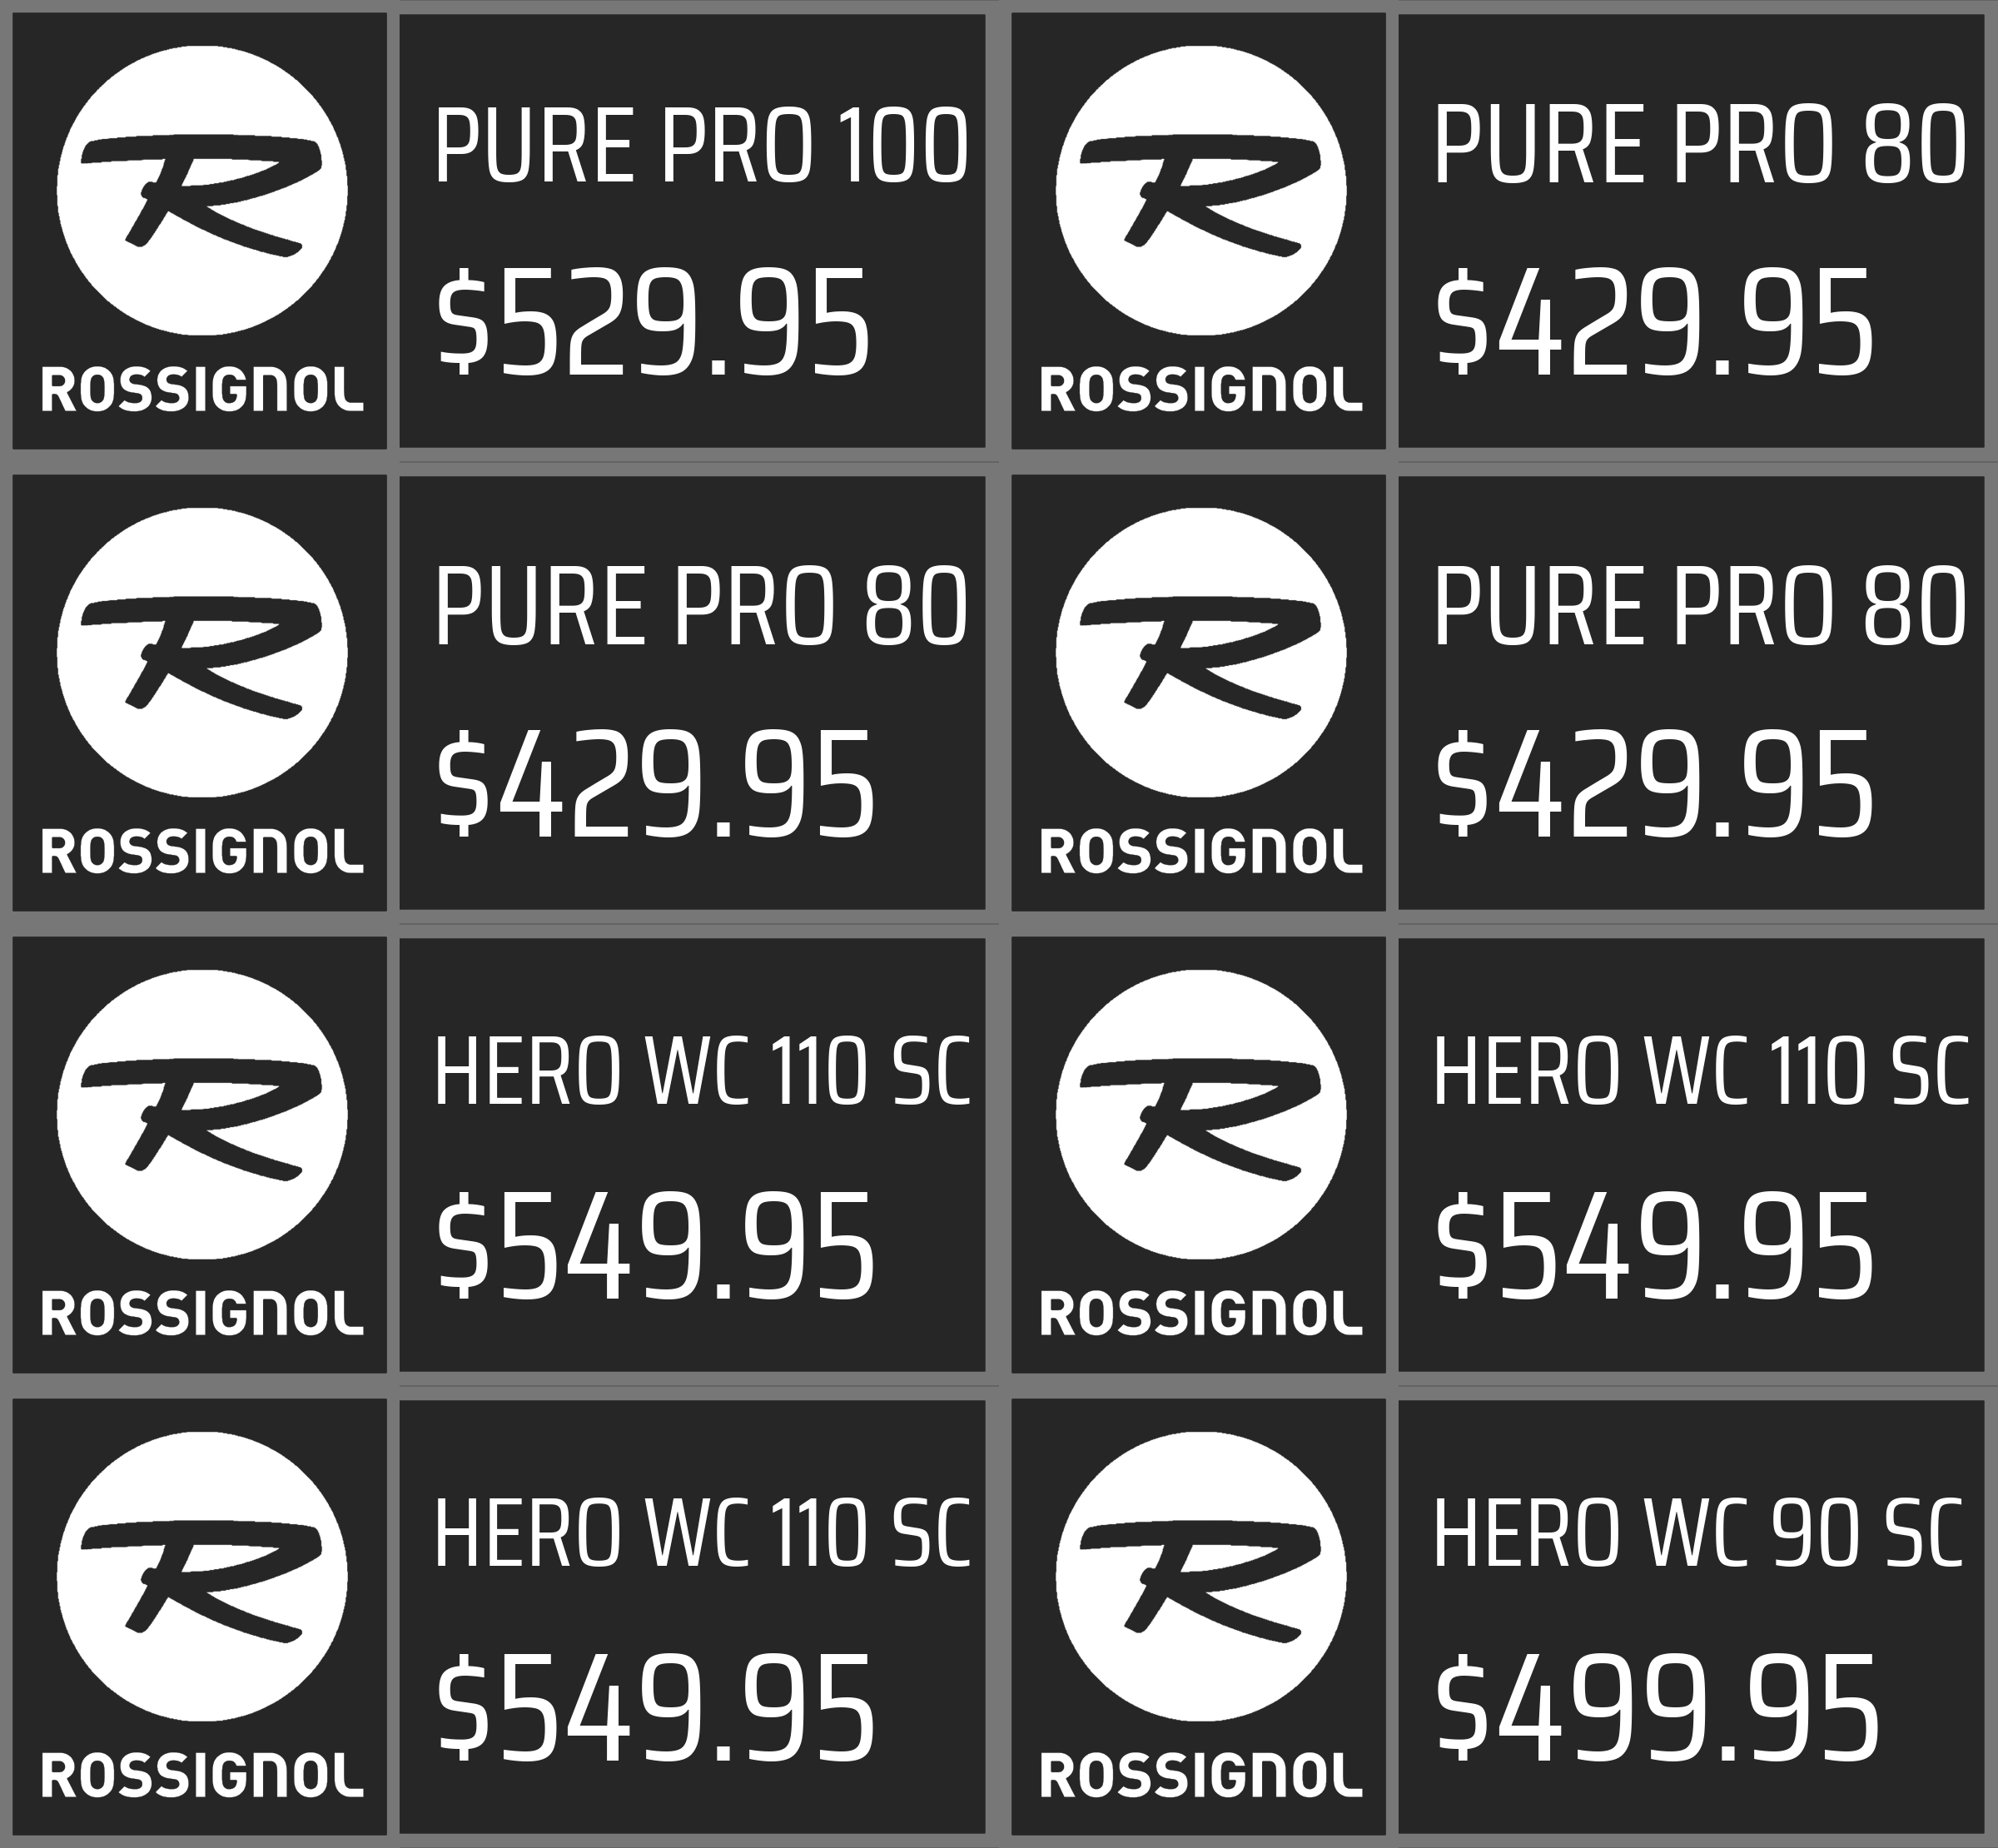 PURE PRO 100
$529.95
ROSSIGNOL
PURE PRO 80
$429.95
ROSSIGNOL
PURE PRO 80
$429.95
ROSSIGNOL
PURE PRO 80
$429.95
ROSSIGNOL
HERO WC 110 SC
$549.95
ROSSIGNOL
HERO WC 110 SC
$549.95
ROSSIGNOL
HERO WC 110 SC
$549.95
ROSSIGNOL
HERO WC 90 SC
$499.95
ROSSIGNOL